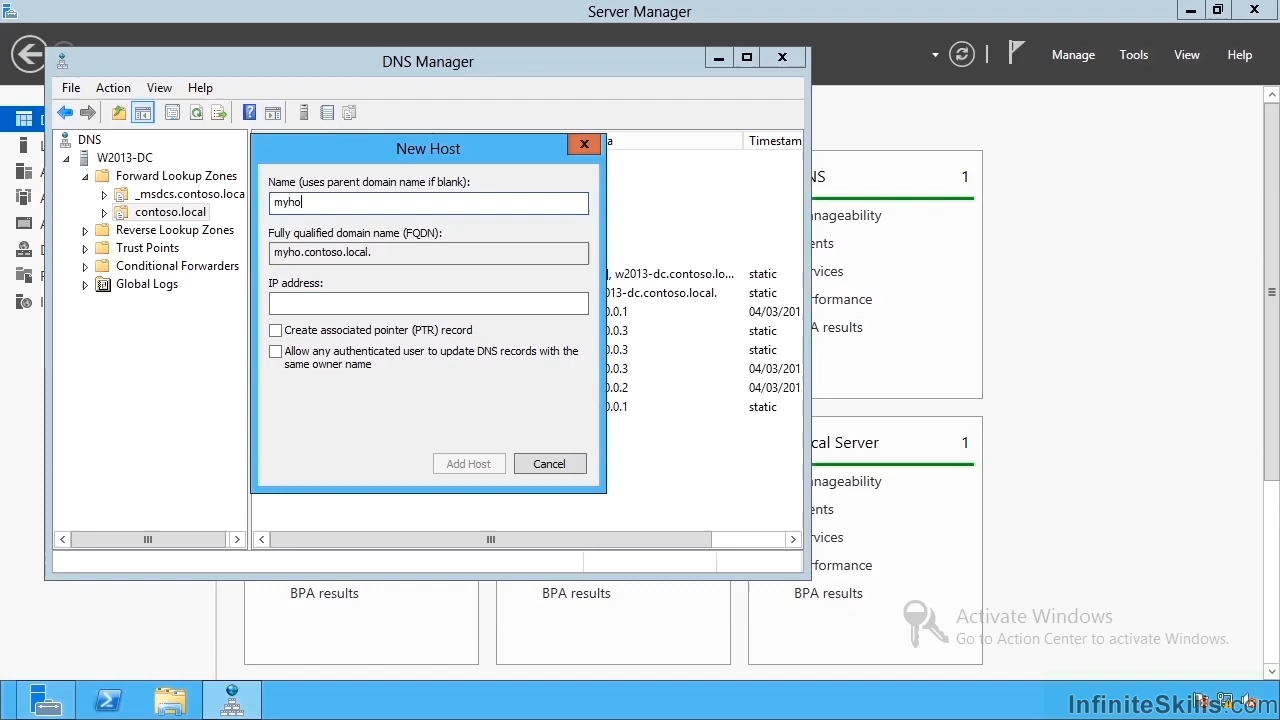 Server Manager
Manage Tools View Help
DNS Manager
File Action View Help
DNS
W2013-DC
Forward Lookup Zones
_msdcs.contoso.loca
contoso.local
Reverse Lookup Zones
Trust Points
Conditional Forwarders
Global Logs
a Timestam
], w2013-dc.contoso.lo... static
013-dc.contoso.local. static
0.0.1 04/03/201
0.0.3 static
0.0.3 static
0.0.3 04/03/201
0.0.2 04/03/201
0.0.1 static
New Host
Name (uses parent domain name if blank):
myho
Fully qualified domain name (FQDN):
myho.contoso.local.
IP address:
Create associated pointer (PTR) record
Allow any authenticated user to update DNS records with the
same owner name
Add Host Cancel
NS 1
nageability
ents
rvices
rformance
A results
cal Server 1
nageability
ents
rvices
rformance
BPA results
BPA results
BPA results
Activate Windows
Go to Action Center to activate Windows.
InfiniteSkills.com